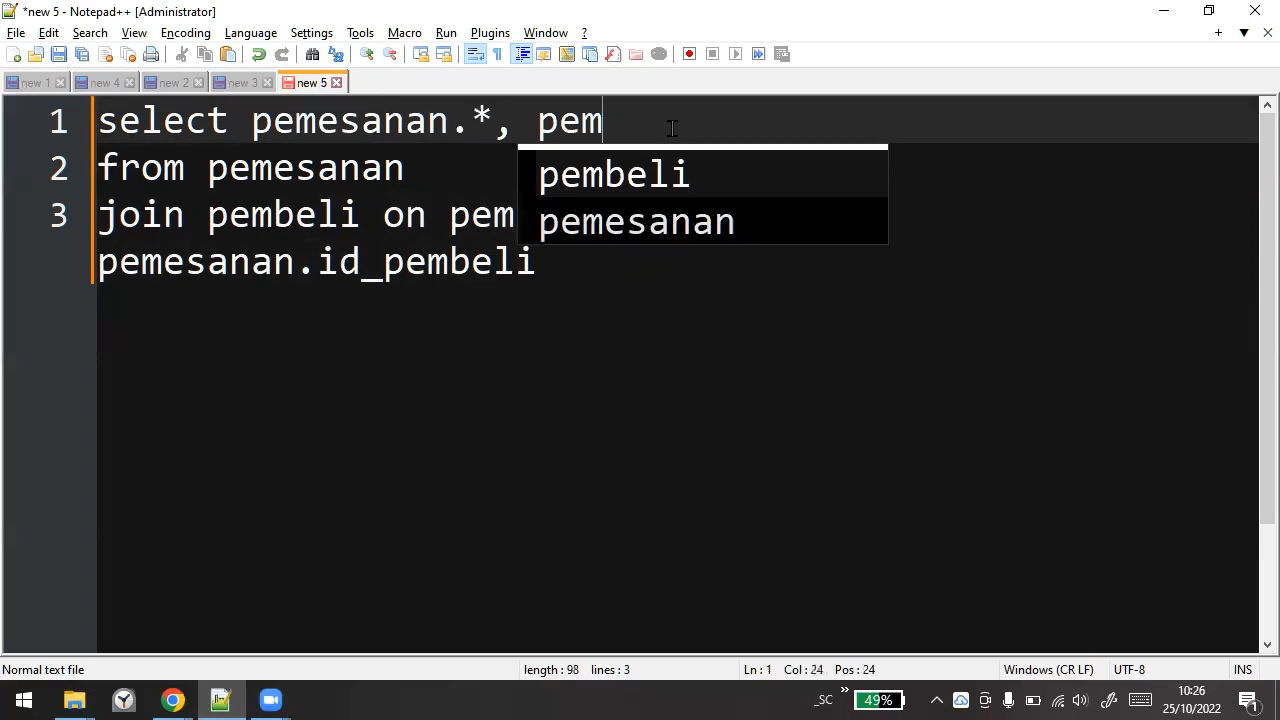 *new 5 - Notepad++ [Administrator]
File Edit Search View Encoding Language Settings Tools Macro Run Plugins Window ?
new 1 new 4 new 2 new 3 new 5
1 select pemesanan.*, pem
pembeli
2 from pemesanan
pemesanan
3 join pembeli on pem
pemesanan.id_pembeli
Normal text file length : 98 lines : 3 Ln : 1 Col : 24 Pos : 24 Windows (CR LF) UTF-8 INS
_SC 49% 10:26
25/10/2022
1